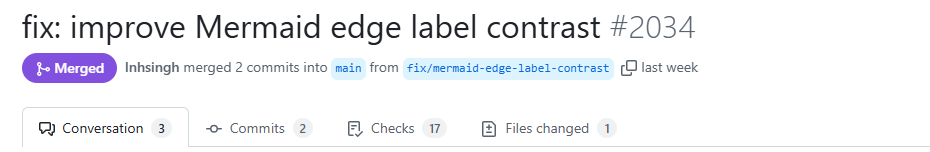 fix: improve Mermaid edge label contrast #2034
Merged lnhsingh merged 2 commits into main from fix/mermaid-edge-label-contrast last week
Conversation 3 Commits 2 Checks 17 Files changed 1